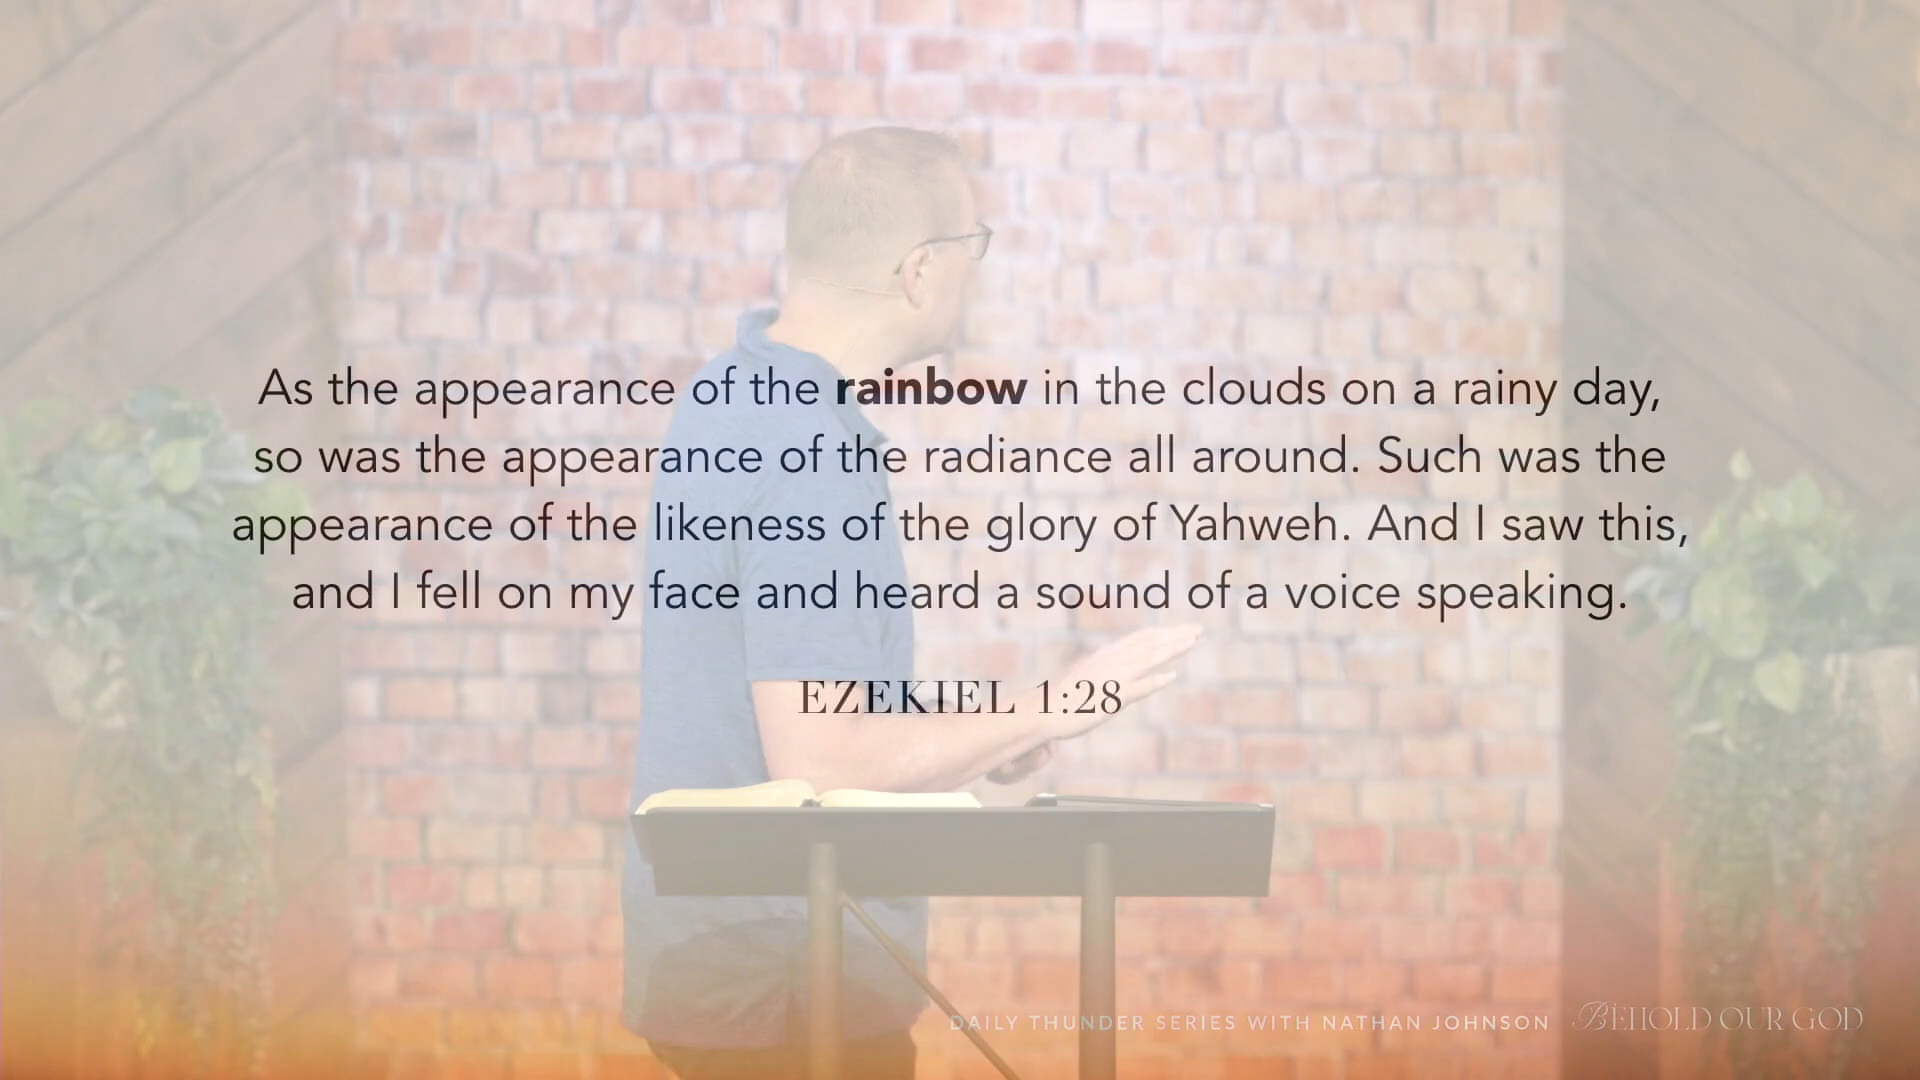 As the appearance of the rainbow in the clouds on a rainy day,
so was the appearance of the radiance all around. Such was the
appearance of the likeness of the glory of Yahweh. And I saw this,
and I fell on my face and heard a sound of a voice speaking.
EZEKIEL 1:28
DAILY THUNDER SERIES WITH NATHAN JOHNSON BEHOLD OUR GOD